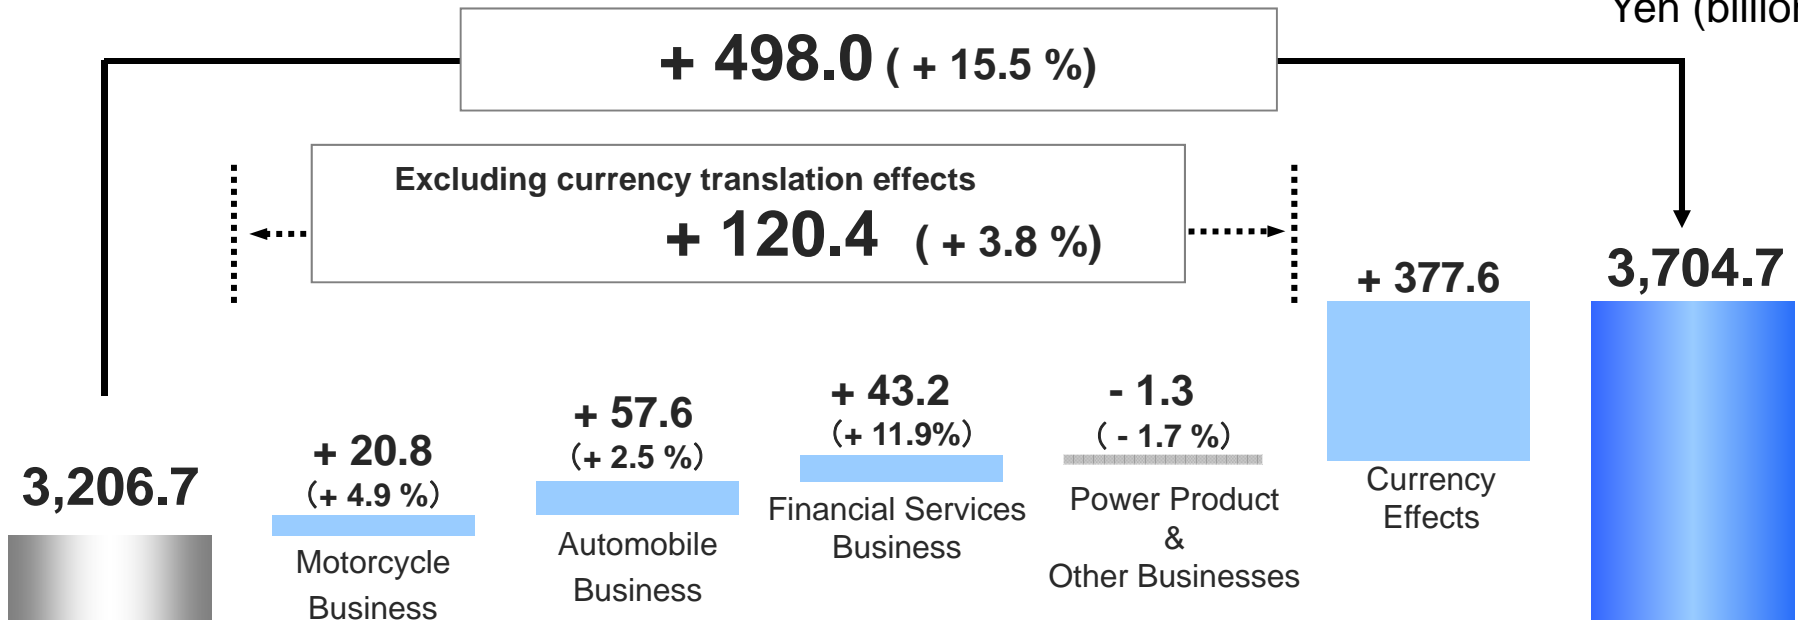 Yen (billion
+ 498.0 ( + 15.5 %)
Excluding currency translation effects
+ 120.4 ( + 3.8 %)
3,206.7
+ 20.8
(+ 4.9 %)
Motorcycle
Business
+ 57.6
(+ 2.5 %)
Automobile
Business
+ 43.2
(+ 11.9%)
Financial Services
Business
- 1.3
( - 1.7 %)
Power Product
&
Other Businesses
+ 377.6
Currency
Effects
3,704.7